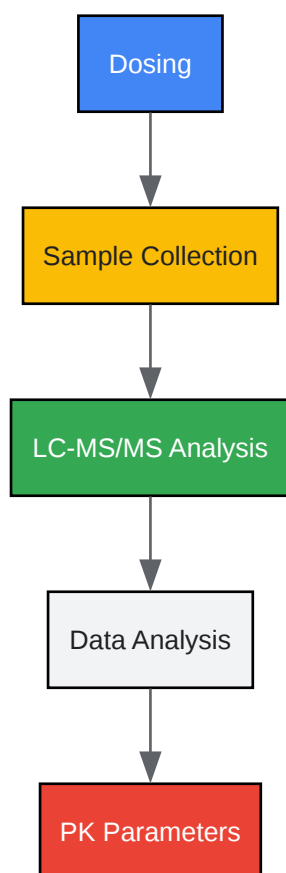 Dosing
Sample Collection
LC-MS/MS Analysis
Data Analysis
PK Parameters